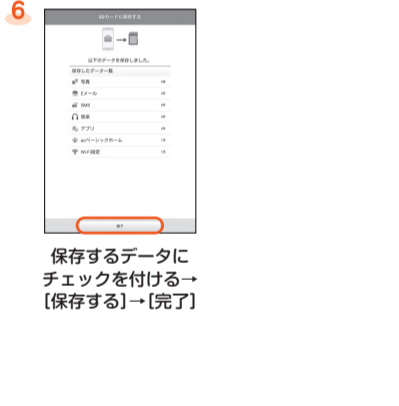 6
SDカードに保存する
以下のデータを保存しました。
保存したデータ一覧
写真
Eメール
SMS
音楽
アプリ
auベーシックホーム
Wi-Fi設定
完了
保存するデータに
チェックを付ける→
[保存する]→[完了]